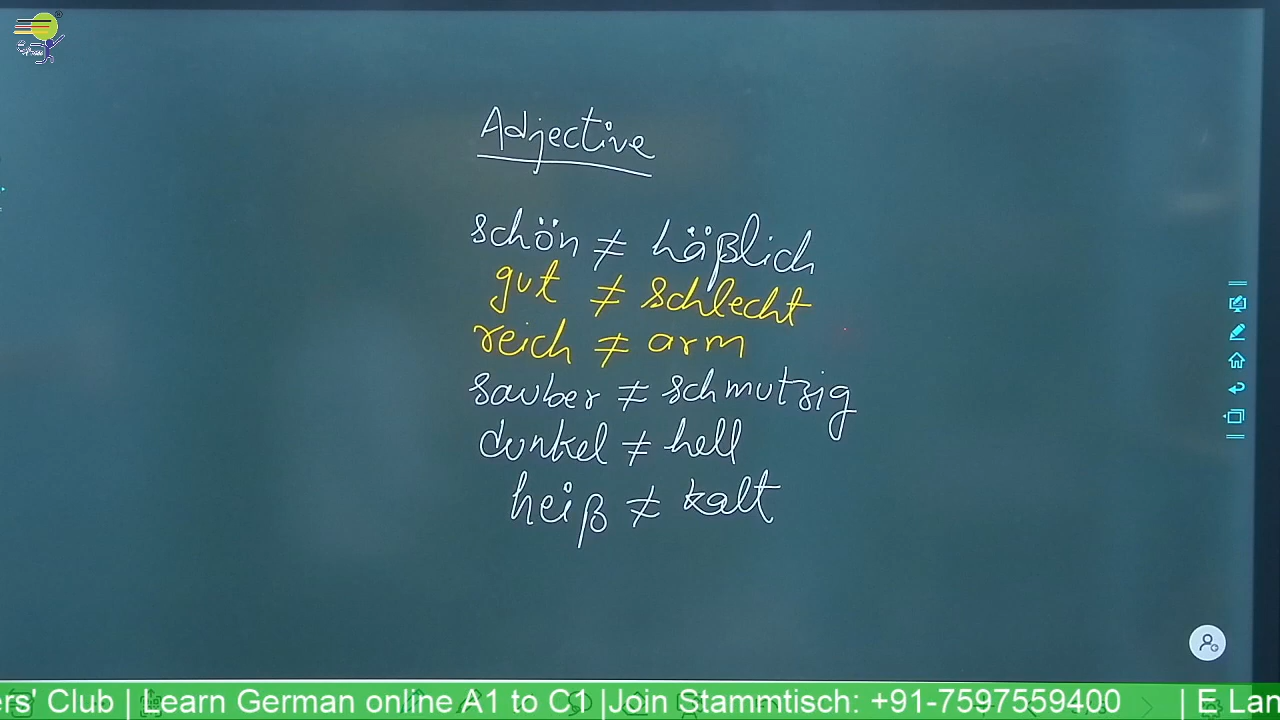 Adjective
schön ≠ häßlich
gut ≠ schlecht
reich ≠ arm
sauber ≠ schmutzig
dunkel ≠ hell
heiß ≠ kalt
ers' Club | Learn German online A1 to C1 |Join Stammtisch: +91-7597559400 | E Lan